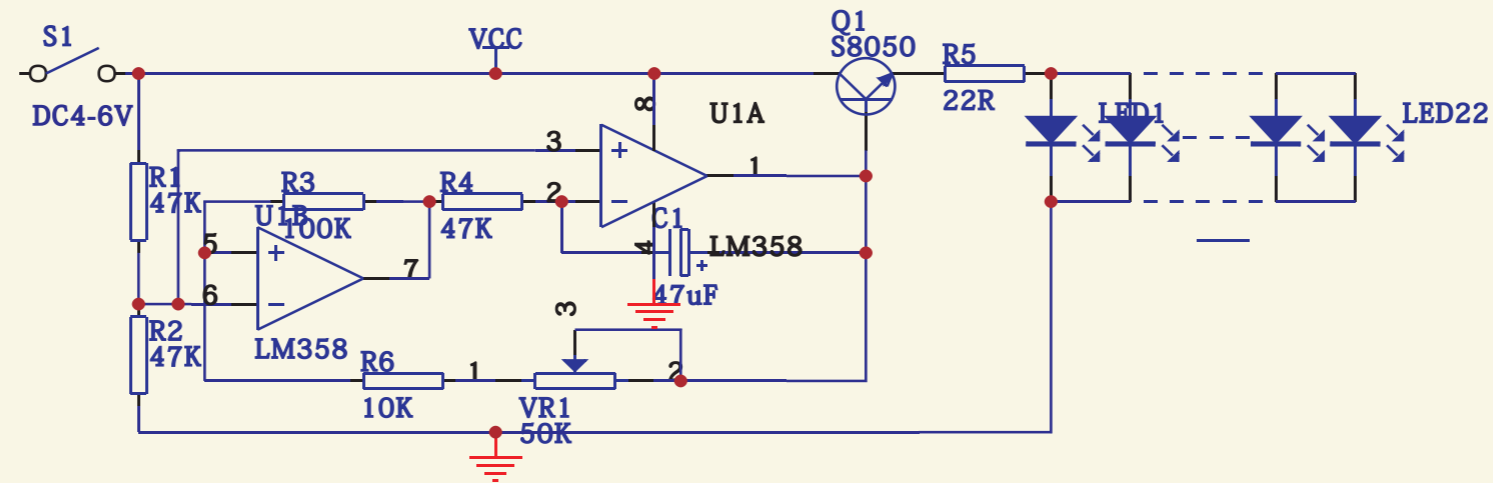 S1
DC4-6V
VCC
Q1
S8050
R5
22R
LED1
LED22
8
U1A
3
1
2
4
R1
47K
R3
100K
R4
47K
U1B
5
6
7
LM358
C1
LM358
47uF
R2
47K
R6
10K
1
3
2
VR1
50K